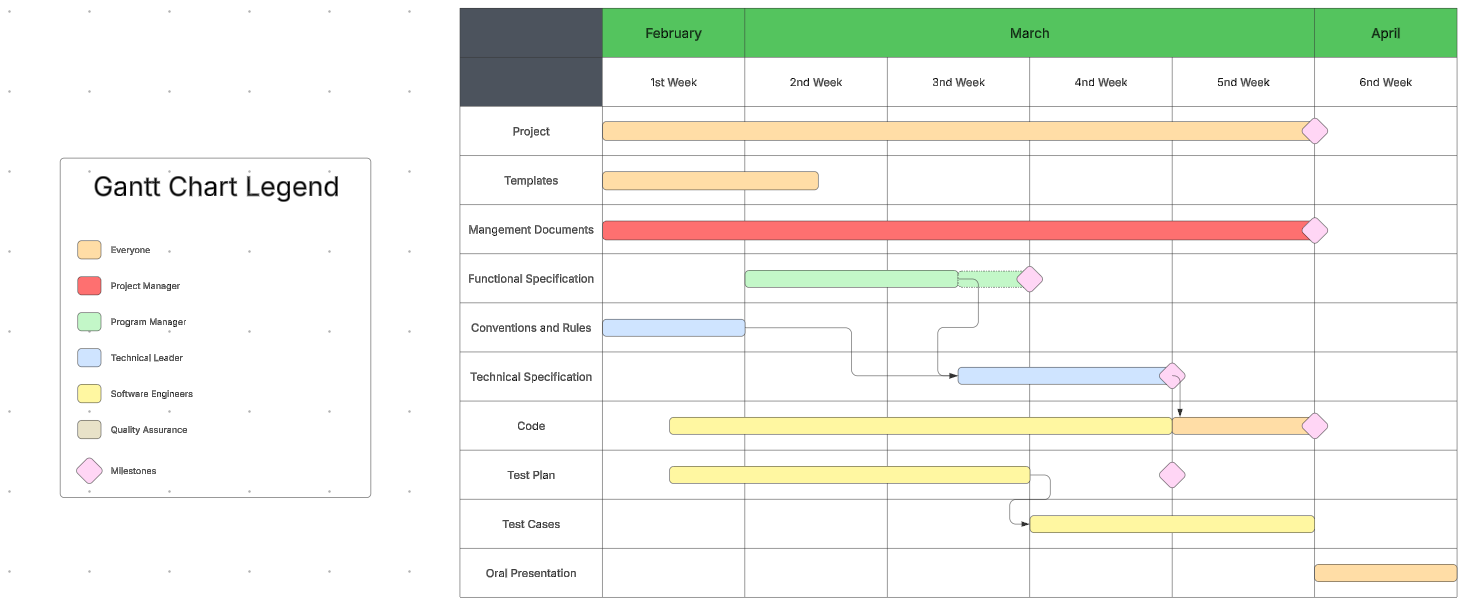 Gantt Chart Legend
Everyone
Project Manager
Program Manager
Technical Leader
Software Engineers
Quality Assurance
Milestones
February March April
1st Week 2nd Week 3nd Week 4nd Week 5nd Week 6nd Week
Project
Templates
Mangement Documents
Functional Specification
Conventions and Rules
Technical Specification
Code
Test Plan
Test Cases
Oral Presentation